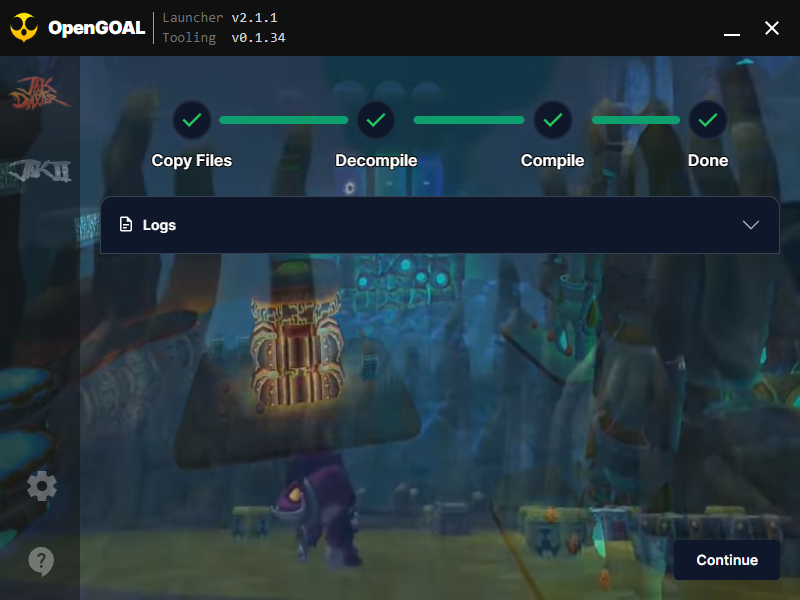 OpenGOAL
Launcher v2.1.1
Tooling v0.1.34
JAK
DAXTER
JAK II
Copy Files
Decompile
Compile
Done
Logs
?
Continue